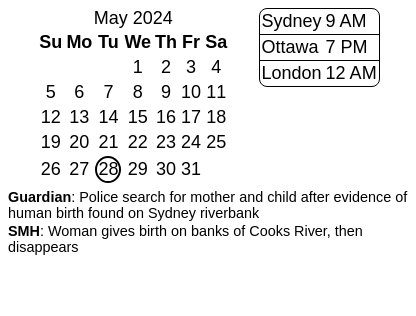 May 2024
Su Mo Tu We Th Fr Sa
1 2 3 4
5 6 7 8 9 10 11
12 13 14 15 16 17 18
19 20 21 22 23 24 25
26 27 28 29 30 31
Sydney 9 AM
Ottawa 7 PM
London 12 AM
Guardian: Police search for mother and child after evidence of
human birth found on Sydney riverbank
SMH: Woman gives birth on banks of Cooks River, then
disappears